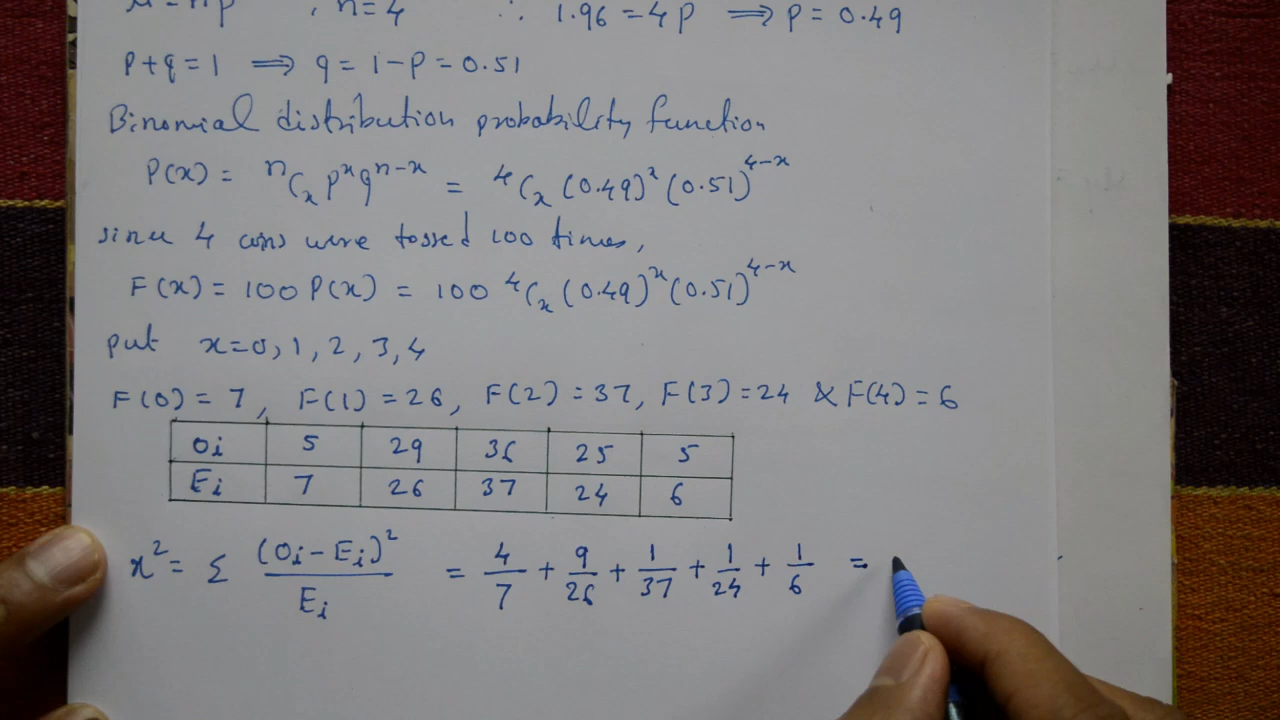 μ = np , n=4 ∴ 1.96 = 4p ⟹ p = 0.49
p+q=1 ⟹ q = 1-p = 0.51
Binomial distribution probability function
P(x) = ⁿCₓ pˣ qⁿ⁻ˣ = ⁴Cₓ (0.49)ˣ (0.51)⁴⁻ˣ
since 4 coins were tossed 100 times,
F(x) = 100 P(x) = 100 ⁴Cₓ (0.49)ˣ (0.51)⁴⁻ˣ
put x=0, 1, 2, 3, 4
F(0) = 7, F(1) = 26, F(2) = 37, F(3) = 24 & F(4) = 6
Oi 5 29 36 25 5
Ei 7 26 37 24 6
x² = Σ (Oi - Ei)²/Ei = 4/7 + 9/26 + 1/37 + 1/24 + 1/6 =